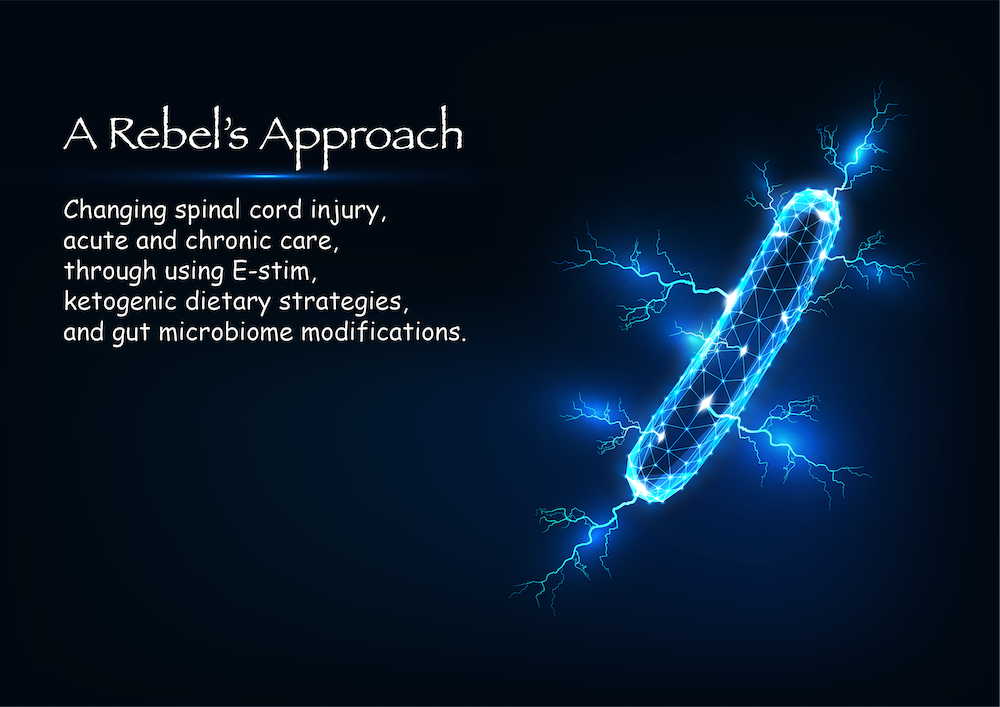 A Rebel's Approach
Changing spinal cord injury,
acute and chronic care,
through using E-stim,
ketogenic dietary strategies,
and gut microbiome modifications.